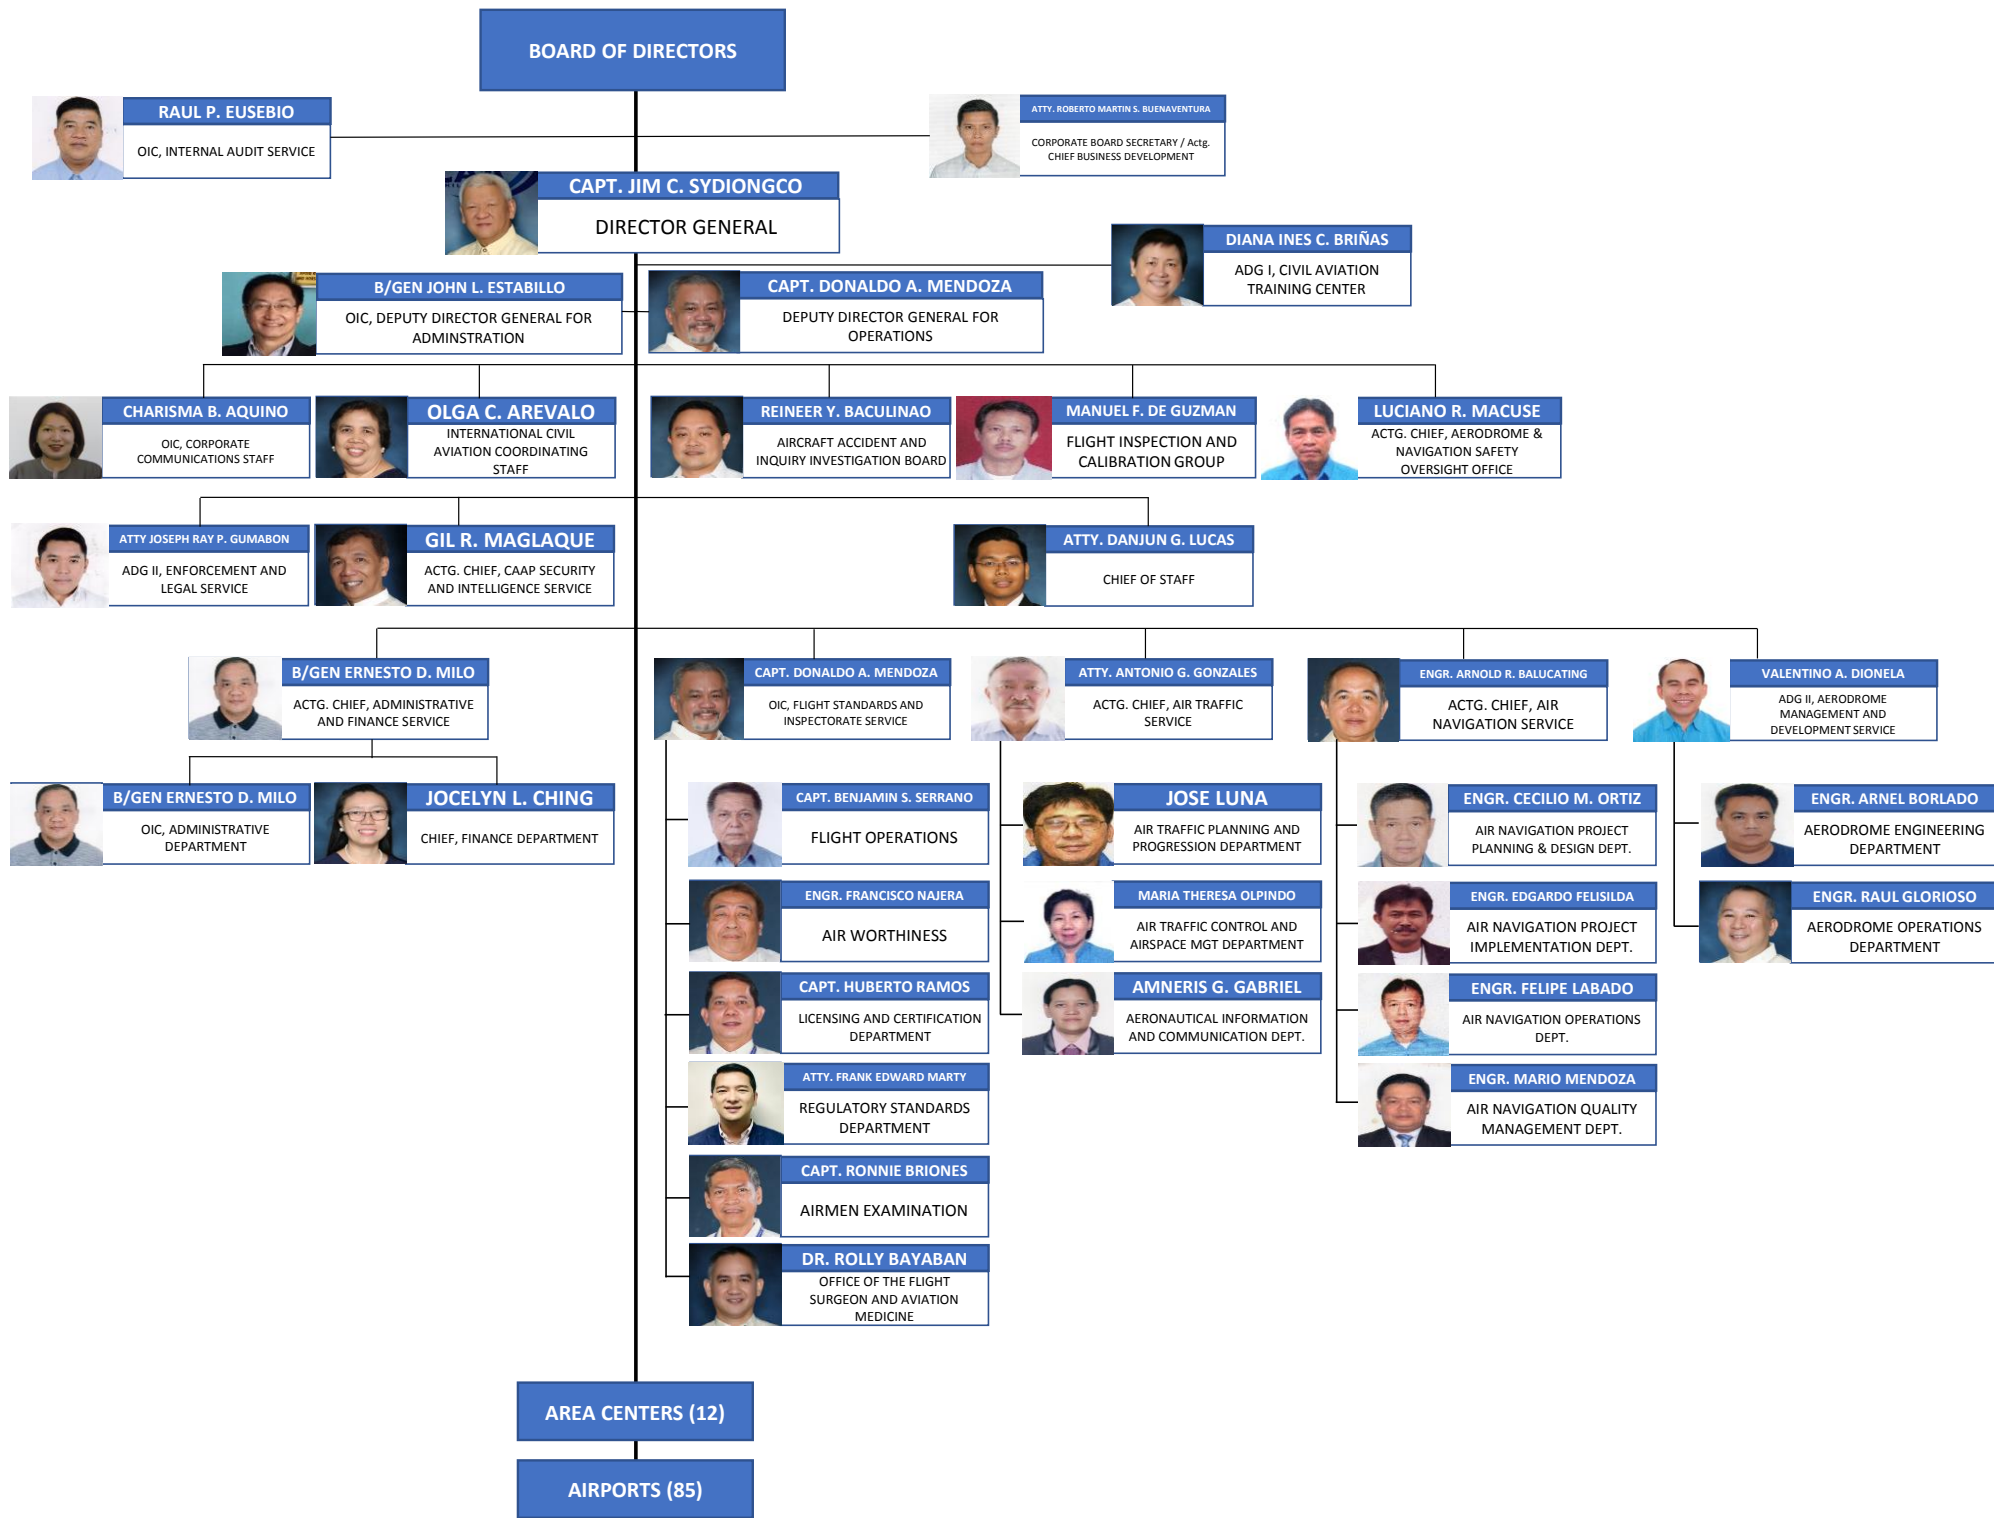 BOARD OF DIRECTORS
RAUL P. EUSEBIO
OIC, INTERNAL AUDIT SERVICE
ATTY. ROBERTO MARTIN S. BUENAVENTURA
CORPORATE BOARD SECRETARY / Actg.
CHIEF BUSINESS DEVELOPMENT
CAPT. JIM C. SYDIONGCO
DIRECTOR GENERAL
DIANA INES C. BRIÑAS
ADG I, CIVIL AVIATION
TRAINING CENTER
B/GEN JOHN L. ESTABILLO
OIC, DEPUTY DIRECTOR GENERAL FOR
ADMINSTRATION
CAPT. DONALDO A. MENDOZA
DEPUTY DIRECTOR GENERAL FOR
OPERATIONS
CHARISMA B. AQUINO
OIC, CORPORATE
COMMUNICATIONS STAFF
OLGA C. AREVALO
INTERNATIONAL CIVIL
AVIATION COORDINATING
STAFF
REINEER Y. BACULINAO
AIRCRAFT ACCIDENT AND
INQUIRY INVESTIGATION BOARD
MANUEL F. DE GUZMAN
FLIGHT INSPECTION AND
CALIBRATION GROUP
LUCIANO R. MACUSE
ACTG. CHIEF, AERODROME &
NAVIGATION SAFETY
OVERSIGHT OFFICE
ATTY JOSEPH RAY P. GUMABON
ADG II, ENFORCEMENT AND
LEGAL SERVICE
GIL R. MAGLAQUE
ACTG. CHIEF, CAAP SECURITY
AND INTELLIGENCE SERVICE
ATTY. DANJUN G. LUCAS
CHIEF OF STAFF
B/GEN ERNESTO D. MILO
ACTG. CHIEF, ADMINISTRATIVE
AND FINANCE SERVICE
CAPT. DONALDO A. MENDOZA
OIC, FLIGHT STANDARDS AND
INSPECTORATE SERVICE
ATTY. ANTONIO G. GONZALES
ACTG. CHIEF, AIR TRAFFIC
SERVICE
ENGR. ARNOLD R. BALUCATING
ACTG. CHIEF, AIR
NAVIGATION SERVICE
VALENTINO A. DIONELA
ADG II, AERODROME
MANAGEMENT AND
DEVELOPMENT SERVICE
B/GEN ERNESTO D. MILO
OIC, ADMINISTRATIVE
DEPARTMENT
JOCELYN L. CHING
CHIEF, FINANCE DEPARTMENT
CAPT. BENJAMIN S. SERRANO
FLIGHT OPERATIONS
JOSE LUNA
AIR TRAFFIC PLANNING AND
PROGRESSION DEPARTMENT
ENGR. CECILIO M. ORTIZ
AIR NAVIGATION PROJECT
PLANNING & DESIGN DEPT.
ENGR. ARNEL BORLADO
AERODROME ENGINEERING
DEPARTMENT
ENGR. FRANCISCO NAJERA
AIR WORTHINESS
MARIA THERESA OLPINDO
AIR TRAFFIC CONTROL AND
AIRSPACE MGT DEPARTMENT
ENGR. EDGARDO FELISILDA
AIR NAVIGATION PROJECT
IMPLEMENTATION DEPT.
ENGR. RAUL GLORIOSO
AERODROME OPERATIONS
DEPARTMENT
CAPT. HUBERTO RAMOS
LICENSING AND CERTIFICATION
DEPARTMENT
AMNERIS G. GABRIEL
AERONAUTICAL INFORMATION
AND COMMUNICATION DEPT.
ENGR. FELIPE LABADO
AIR NAVIGATION OPERATIONS
DEPT.
ATTY. FRANK EDWARD MARTY
REGULATORY STANDARDS
DEPARTMENT
ENGR. MARIO MENDOZA
AIR NAVIGATION QUALITY
MANAGEMENT DEPT.
CAPT. RONNIE BRIONES
AIRMEN EXAMINATION
DR. ROLLY BAYABAN
OFFICE OF THE FLIGHT
SURGEON AND AVIATION
MEDICINE
AREA CENTERS (12)
AIRPORTS (85)